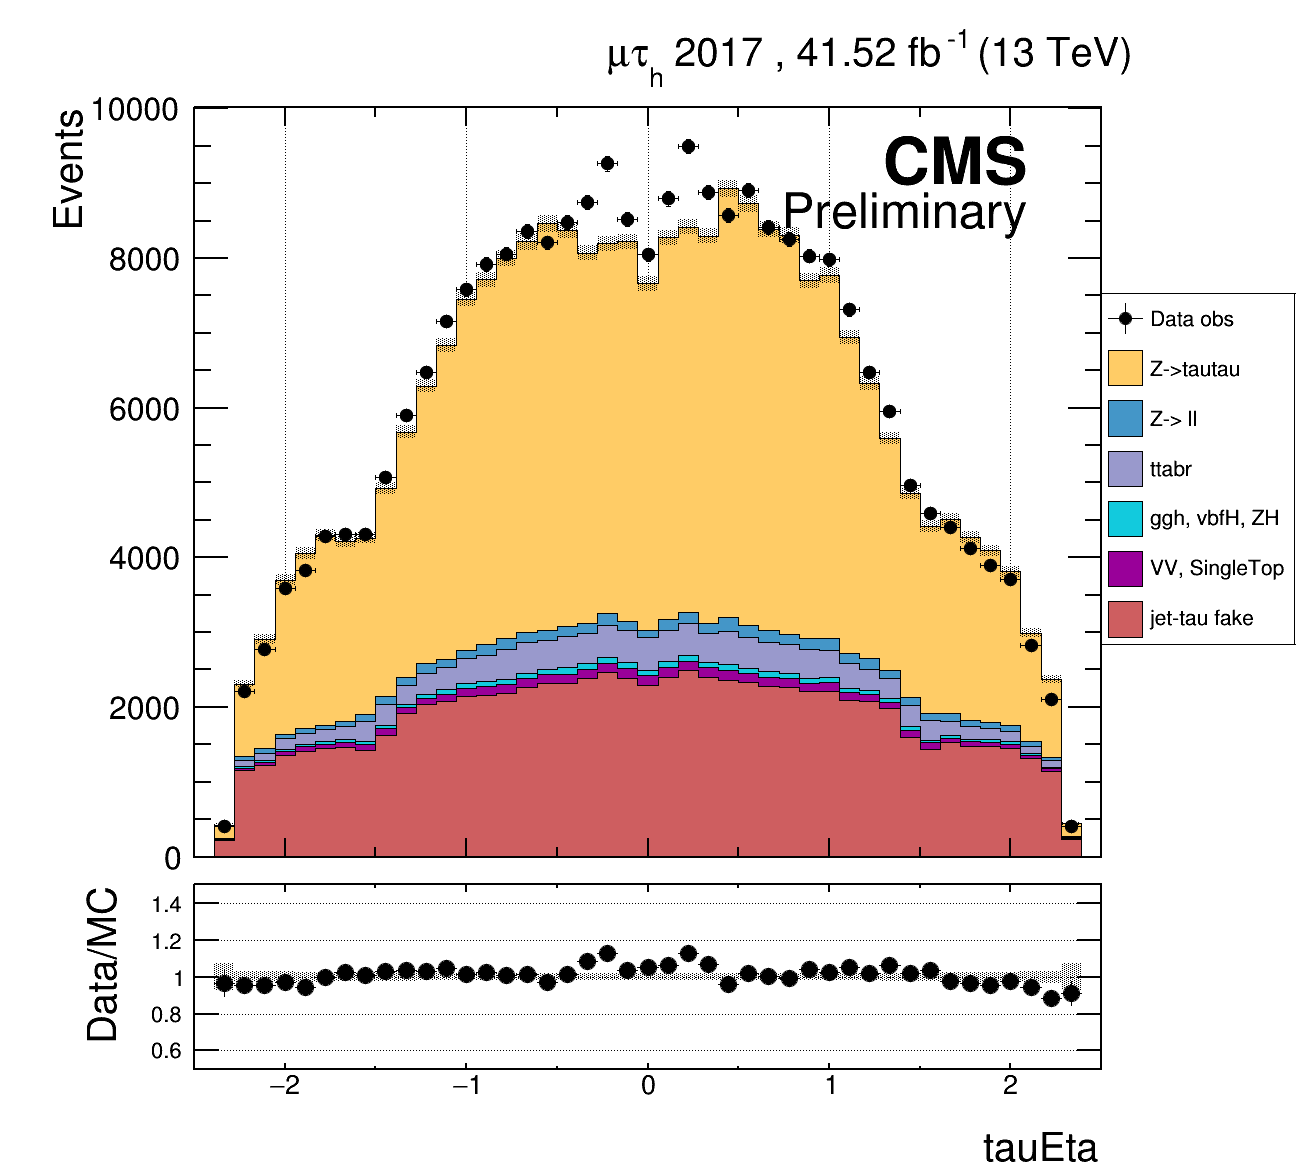 μτh 2017 , 41.52 fb-1 (13 TeV)
Events
10000
8000
6000
4000
2000
0
CMS
Preliminary
Data obs
Z->tautau
Z-> ll
ttabr
ggh, vbfH, ZH
VV, SingleTop
jet-tau fake
Data/MC
1.4
1.2
1
0.8
0.6
−2 −1 0 1 2
tauEta